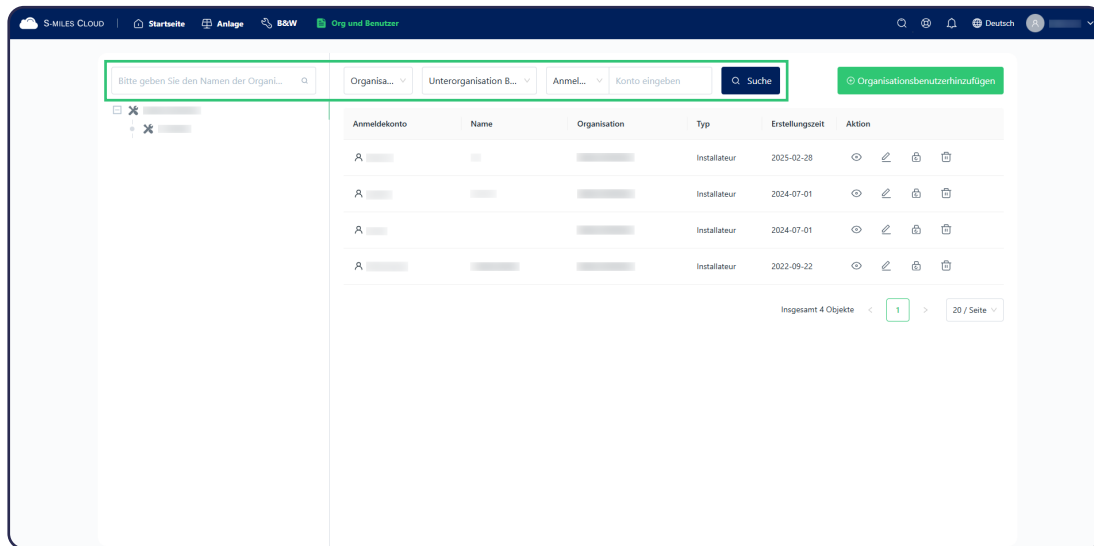 S-MILES CLOUD | Startseite Anlage B&W Org und Benutzer Deutsch
Bitte geben Sie den Namen der Organi... Organisa... Unterorganisation B... Anmel... Konto eingeben Suche Organisationsbenutzerhinzufügen
Anmeldekonto Name Organisation Typ Erstellungszeit Aktion
Installateur 2025-02-28
Installateur 2024-07-01
Installateur 2024-07-01
Installateur 2022-09-22
Insgesamt 4 Objekte < 1 > 20 / Seite